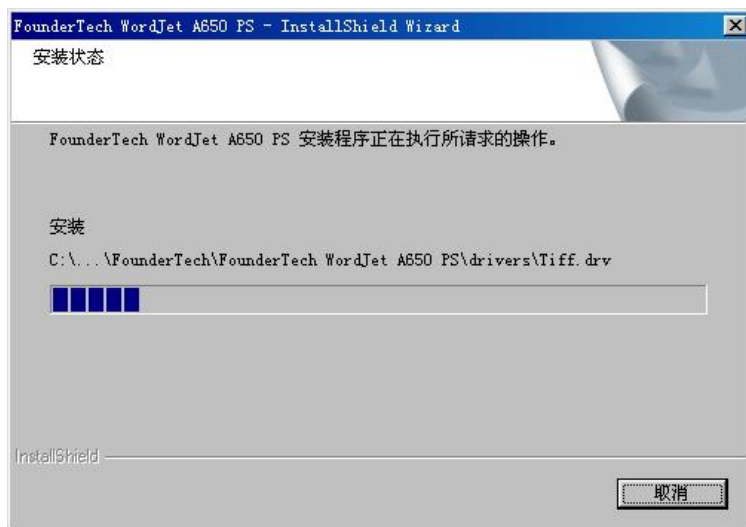 FounderTech WordJet A650 PS - InstallShield Wizard
安装状态
FounderTech WordJet A650 PS 安装程序正在执行所请求的操作。
安装
C:\...\FounderTech\FounderTech WordJet A650 PS\drivers\Tiff.drv
InstallShield
取消